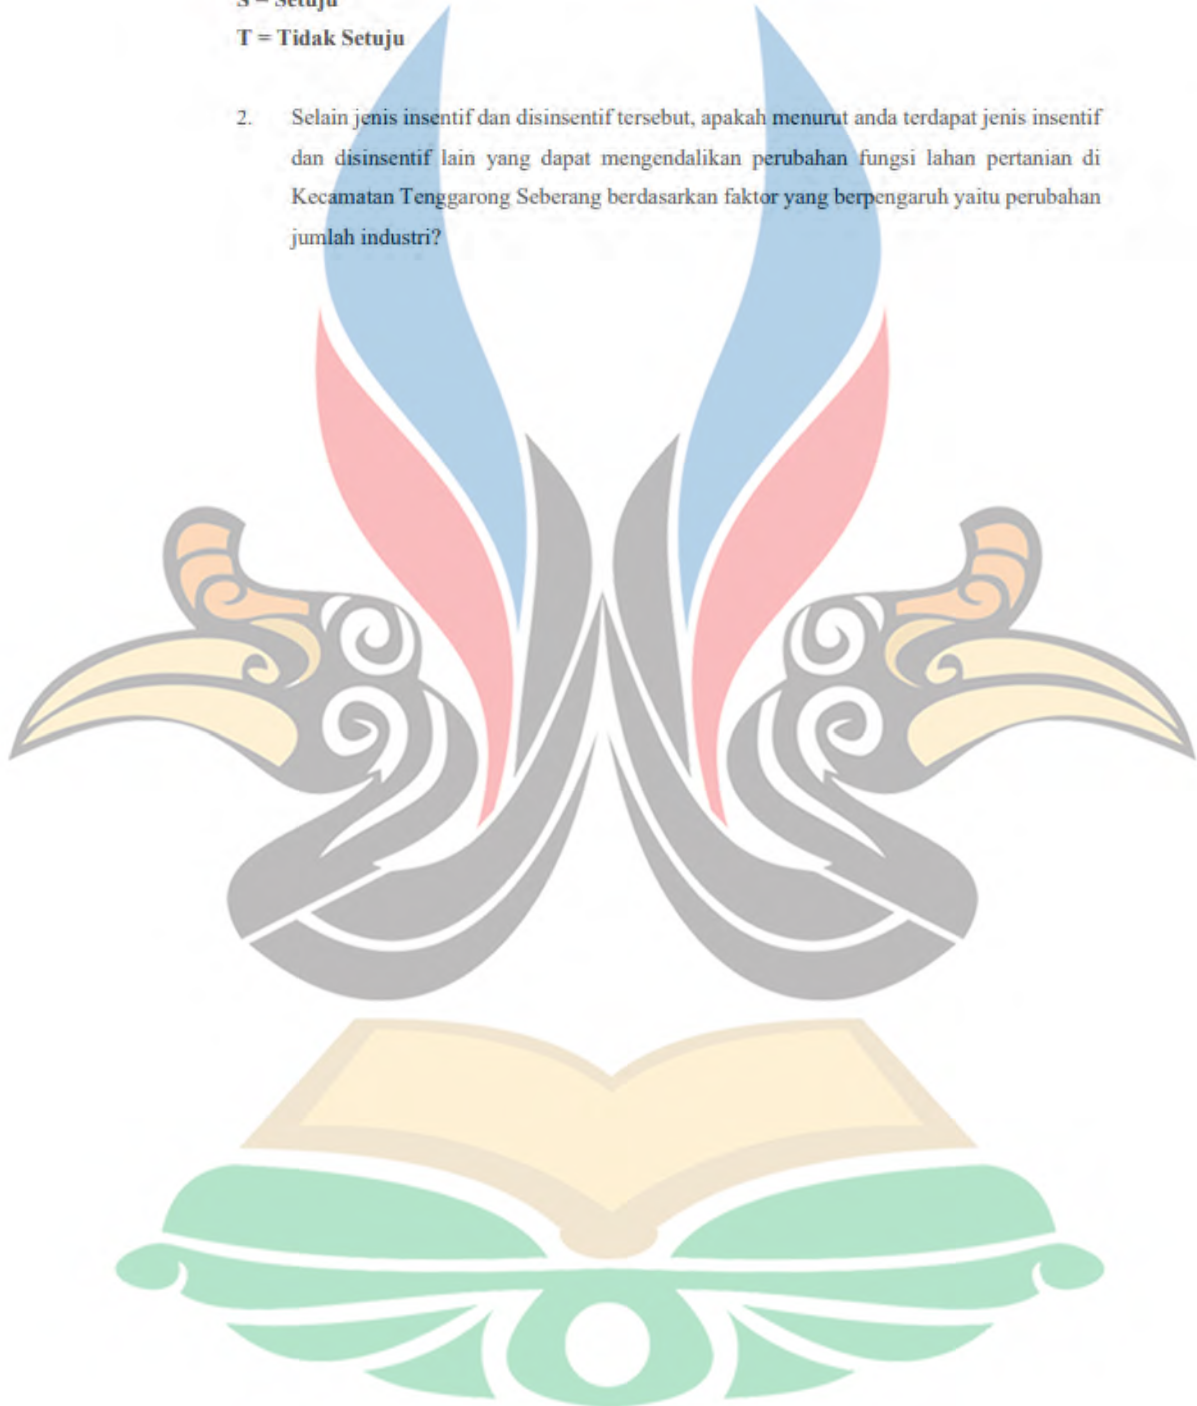 S = Setuju
T = Tidak Setuju
2. Selain jenis insentif dan disinsentif tersebut, apakah menurut anda terdapat jenis insentif
dan disinsentif lain yang dapat mengendalikan perubahan fungsi lahan pertanian di
Kecamatan Tenggarong Seberang berdasarkan faktor yang berpengaruh yaitu perubahan
jumlah industri?